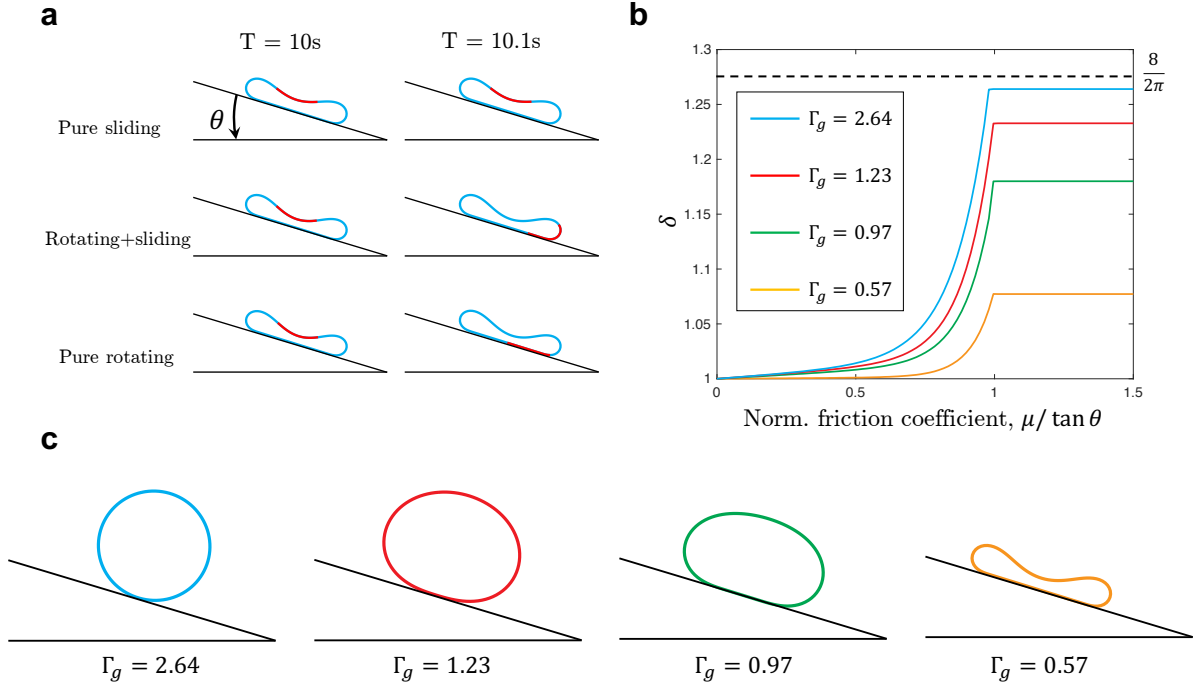 a
T = 10s
T = 10.1s
θ
Pure sliding
Rotating+sliding
Pure rotating
b
1.3
1.25
1.2
1.15
1.1
1.05
1
δ
8
2π
Γg = 2.64
Γg = 1.23
Γg = 0.97
Γg = 0.57
0
0.5
1
1.5
Norm. friction coefficient, μ/ tan θ
c
Γg = 2.64
Γg = 1.23
Γg = 0.97
Γg = 0.57